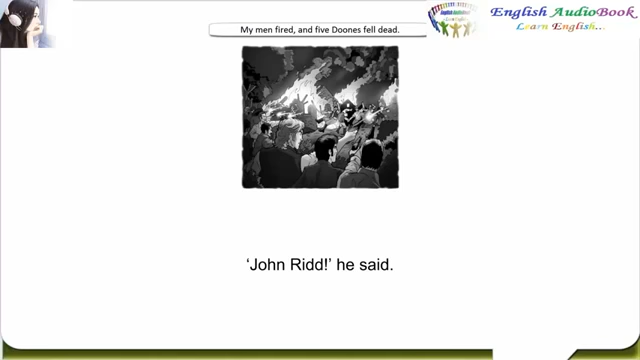 My men fired, and five Doones fell dead.
English AudioBook
Learn English...
‘John Ridd!’ he said.